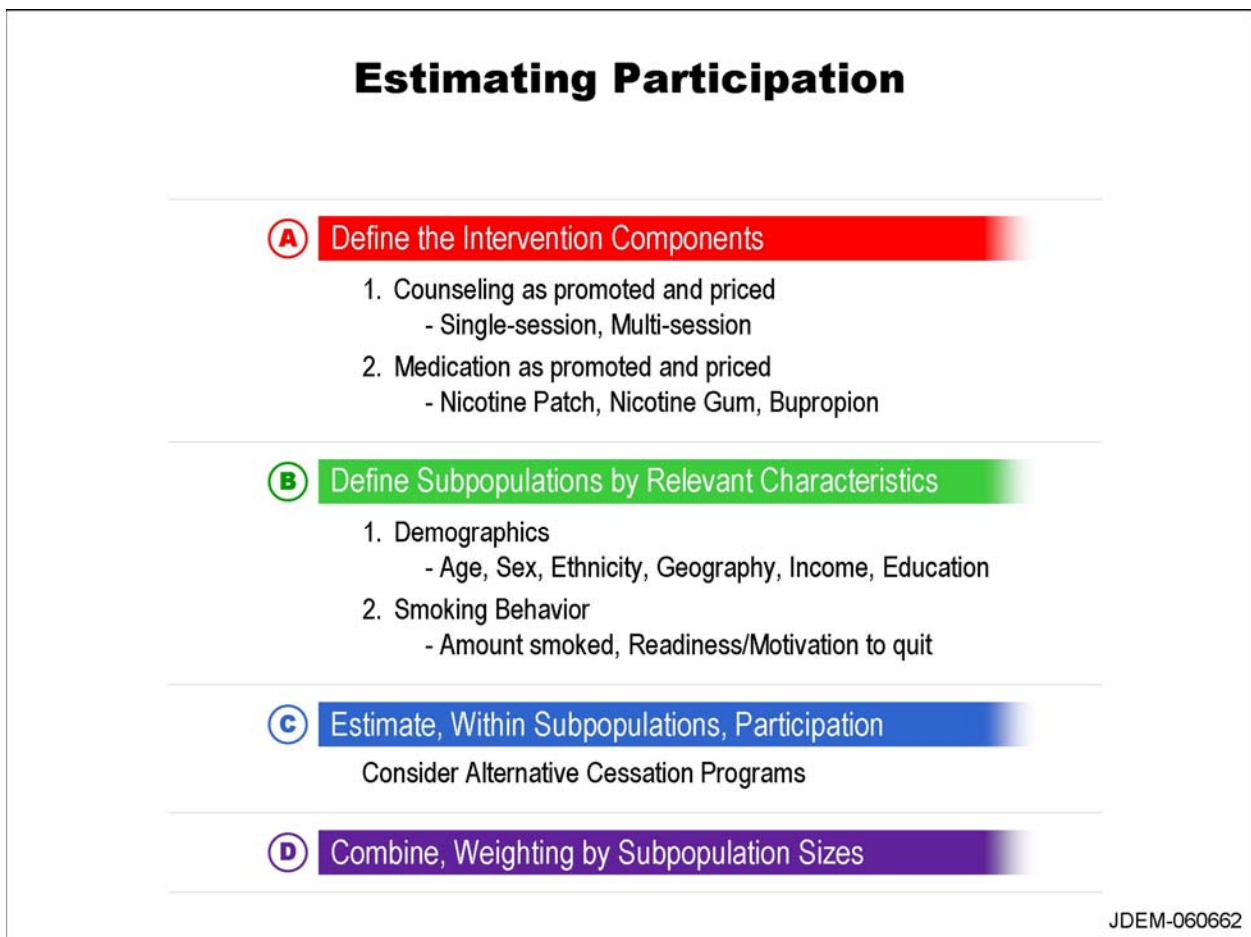 Estimating Participation
A Define the Intervention Components
1. Counseling as promoted and priced
- Single-session, Multi-session
2. Medication as promoted and priced
- Nicotine Patch, Nicotine Gum, Bupropion
B Define Subpopulations by Relevant Characteristics
1. Demographics
- Age, Sex, Ethnicity, Geography, Income, Education
2. Smoking Behavior
- Amount smoked, Readiness/Motivation to quit
C Estimate, Within Subpopulations, Participation
Consider Alternative Cessation Programs
D Combine, Weighting by Subpopulation Sizes
JDEM-060662